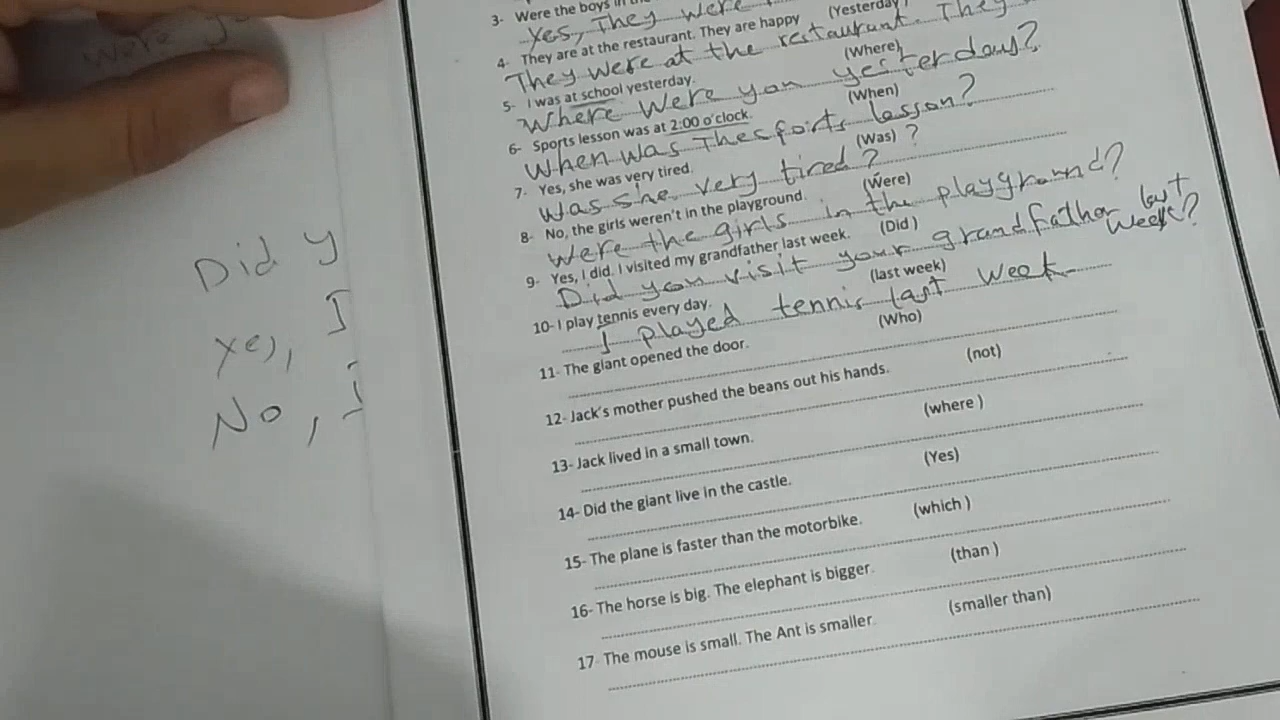 Were
3- Were the boys in the
Yes, They were
4- They are at the restaurant. They are happy (Yesterday)
They were at the restaurant. They
5- I was at school yesterday. (Where)
Where were you yesterday?
6- Sports lesson was at 2:00 o'clock. (When)
When was The sports lesson?
7- Yes, she was very tired. (Was) ?
Was she very tired?
8- No, the girls weren't in the playground. (Were)
Were the girls in the playground?
9- Yes, I did. I visited my grandfather last week. (Did)
Did you visit your grandfather last week?
10- I play tennis every day. (last week)
I played tennis last week
11- The giant opened the door. (Who)
12- Jack's mother pushed the beans out his hands. (not)
13- Jack lived in a small town. (where )
14- Did the giant live in the castle. (Yes)
15- The plane is faster than the motorbike. (which )
16- The horse is big. The elephant is bigger. (than )
17 The mouse is small. The Ant is smaller. (smaller than)
Did y
Yes, I
No, I